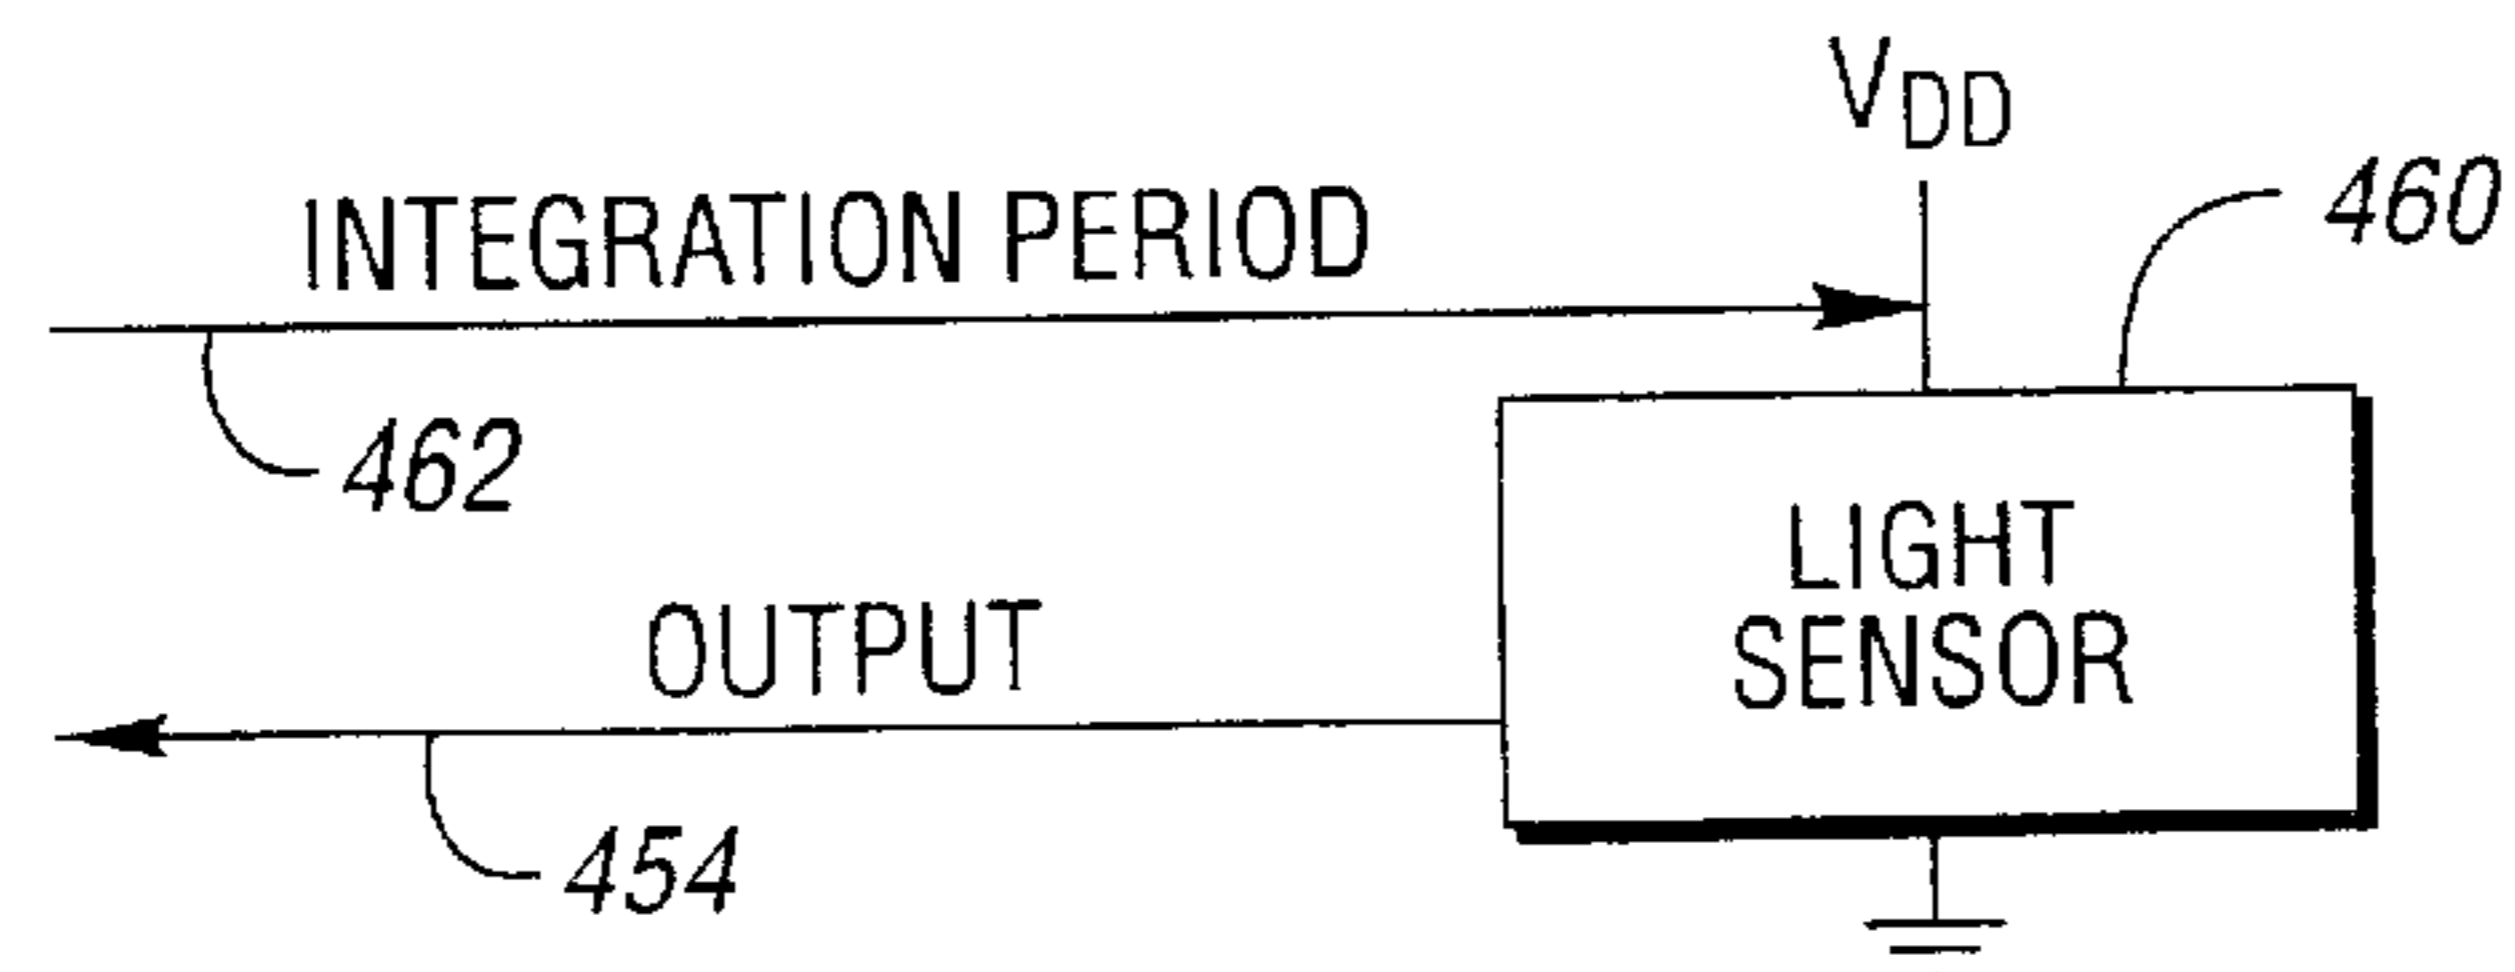 VDD
INTEGRATION PERIOD
460
462
LIGHT
SENSOR
OUTPUT
454